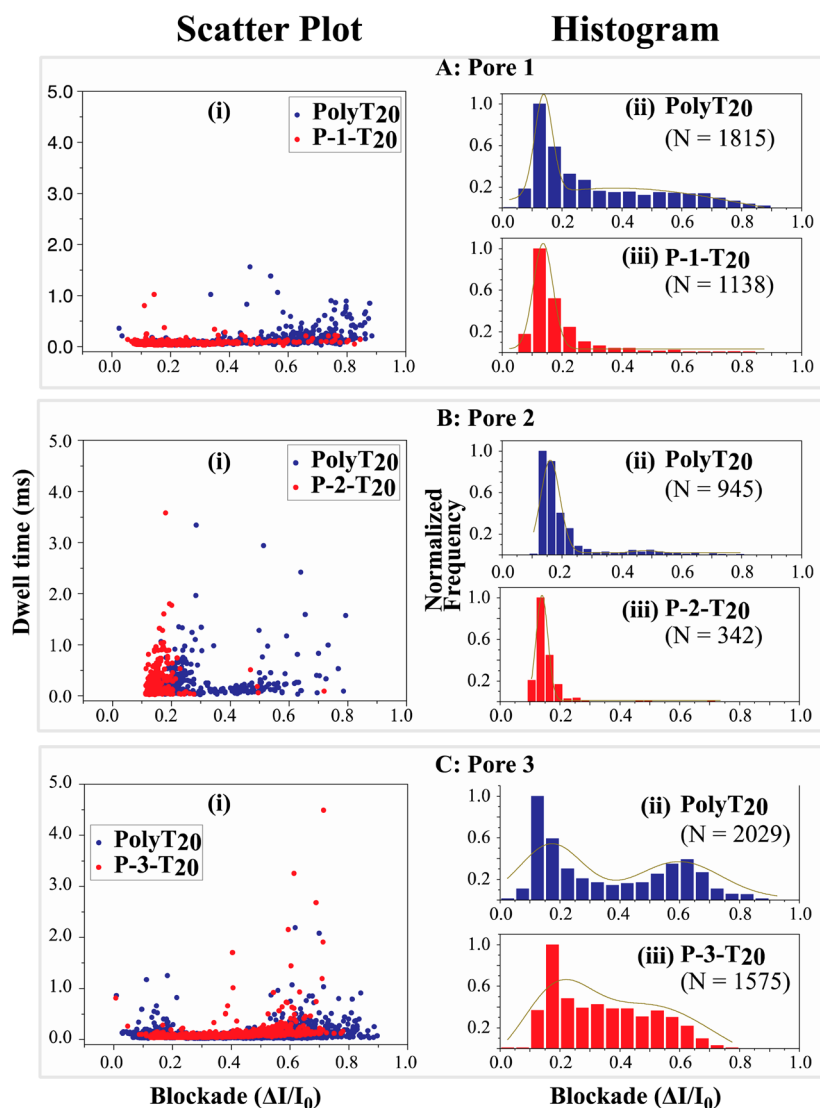 Scatter Plot
Histogram
A: Pore 1
(i)
PolyT20
P-1-T20
5.0
4.0
3.0
2.0
1.0
0.0
0.0 0.2 0.4 0.6 0.8 1.0
(ii) PolyT20
(N = 1815)
1.0
0.6
0.2
0.0 0.2 0.4 0.6 0.8 1.0
(iii) P-1-T20
(N = 1138)
1.0
0.6
0.2
0.0 0.2 0.4 0.6 0.8 1.0
B: Pore 2
(i)
PolyT20
P-2-T20
5.0
4.0
3.0
2.0
1.0
0.0
0.0 0.2 0.4 0.6 0.8 1.0
Dwell time (ms)
Normalized
Frequency
(ii) PolyT20
(N = 945)
1.0
0.6
0.2
0.0 0.2 0.4 0.6 0.8 1.0
(iii) P-2-T20
(N = 342)
1.0
0.6
0.2
0.0 0.2 0.4 0.6 0.8 1.0
C: Pore 3
(i)
PolyT20
P-3-T20
5.0
4.0
3.0
2.0
1.0
0.0
0.0 0.2 0.4 0.6 0.8 1.0
Blockade (ΔI/I0)
(ii) PolyT20
(N = 2029)
1.0
0.6
0.2
0.0 0.2 0.4 0.6 0.8 1.0
(iii) P-3-T20
(N = 1575)
1.0
0.6
0.2
0.0 0.2 0.4 0.6 0.8 1.0
Blockade (ΔI/I0)